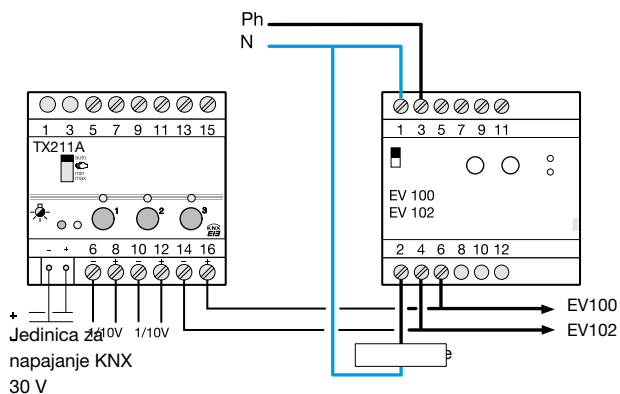 Ph
N
1 3 5 7 9 11 13 15
TX211A
auto
min
max
1 2 3
KNX
EIB
- + 6 8 10 12 14 16
- + - + - +
+ -
1/10V 1/10V
Jedinica za
napajanje KNX
30 V
1 3 5 7 9 11
EV 100
EV 102
2 4 6 8 10 12
EV100
EV102
e